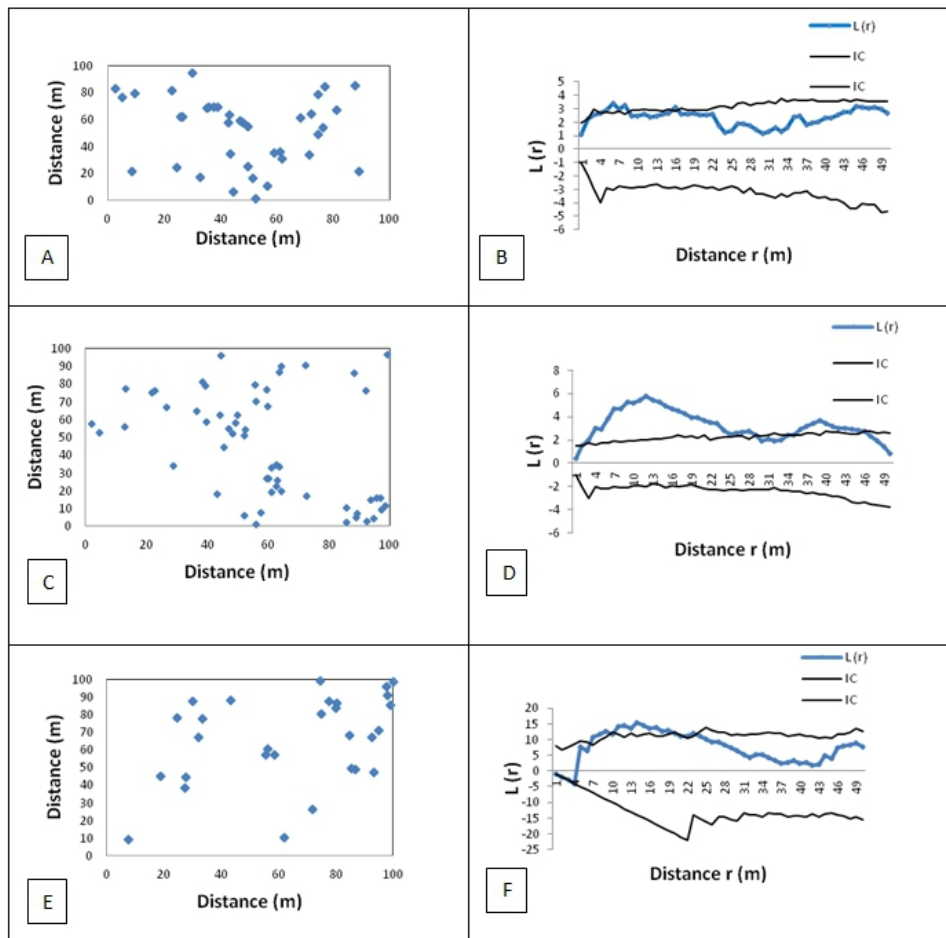 100
80
60
40
20
0
0 20 40 60 80 100
Distance (m)
Distance (m)
A
L(r)
IC
IC
5
4
3
2
1
0
-1
-2
-3
-4
-5
-6
1 4 7 10 13 16 19 22 25 28 31 34 37 40 43 46 49
L (r)
Distance r (m)
B
100
90
80
70
60
50
40
30
20
10
0
0 20 40 60 80 100
Distance (m)
Distance (m)
C
L(r)
IC
IC
8
6
4
2
0
-2
-4
-6
1 4 7 10 13 16 19 22 25 28 31 34 37 40 43 46 49
L (r)
Distance r (m)
D
100
90
80
70
60
50
40
30
20
10
0
0 20 40 60 80 100
Distance (m)
Distance (m)
E
L(r)
IC
IC
20
15
10
5
0
-5
-10
-15
-20
-25
1 4 7 10 13 16 19 22 25 28 31 34 37 40 43 46 49
L (r)
Distance r (m)
F